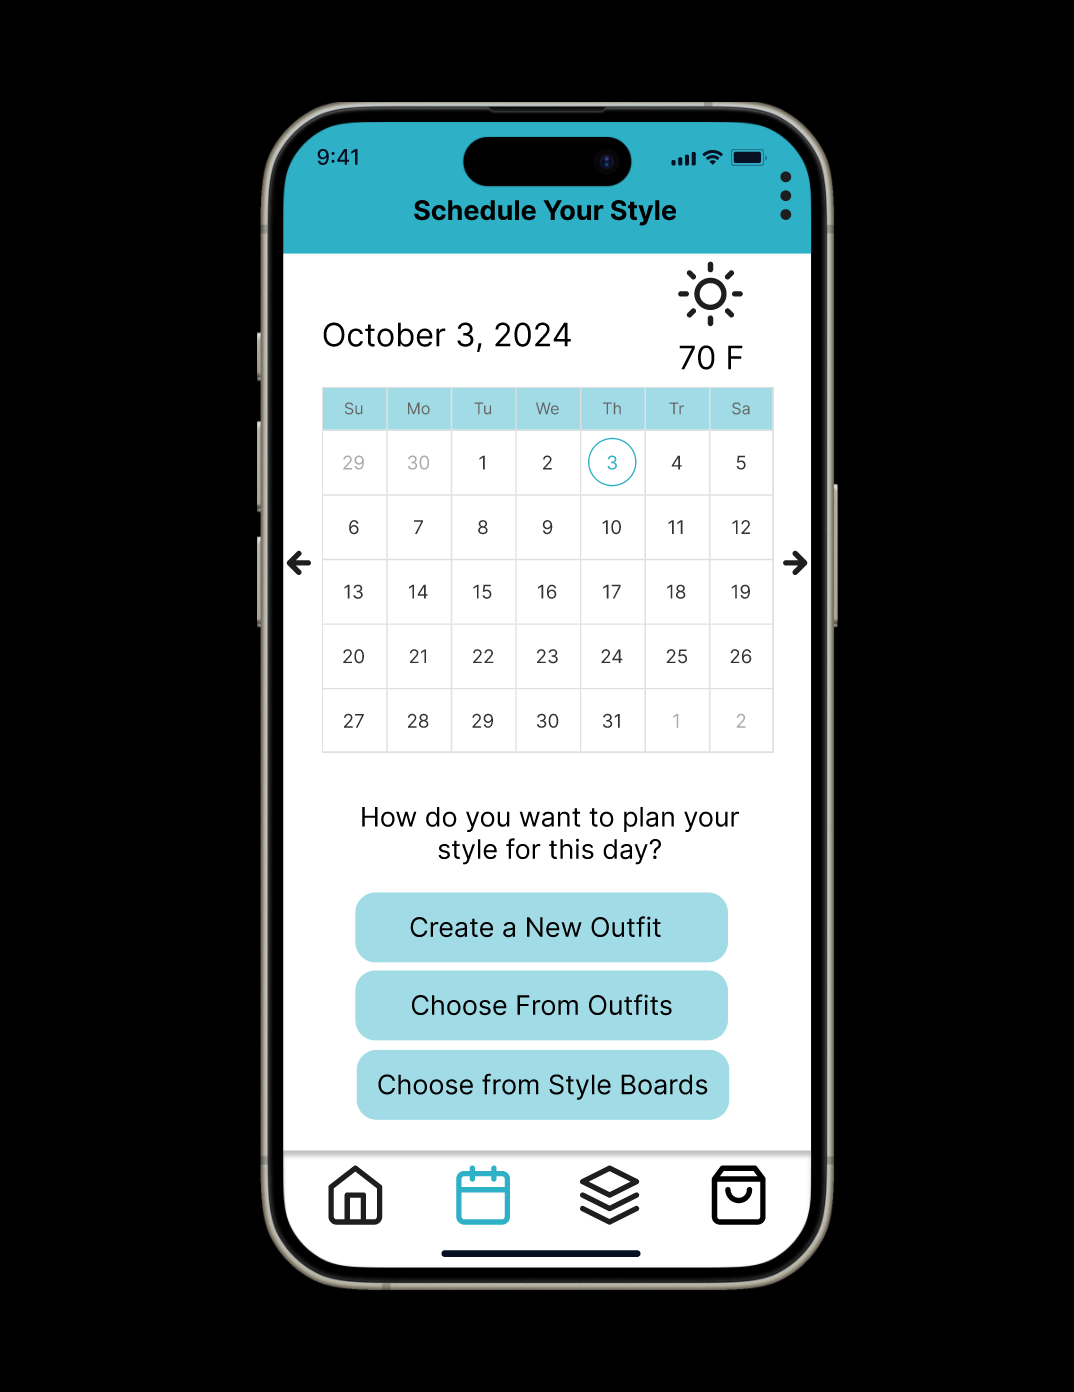 9:41
Schedule Your Style
October 3, 2024
70 F
Su Mo Tu We Th Tr Sa
29 30 1 2 3 4 5
6 7 8 9 10 11 12
13 14 15 16 17 18 19
20 21 22 23 24 25 26
27 28 29 30 31 1 2
How do you want to plan your
style for this day?
Create a New Outfit
Choose From Outfits
Choose from Style Boards